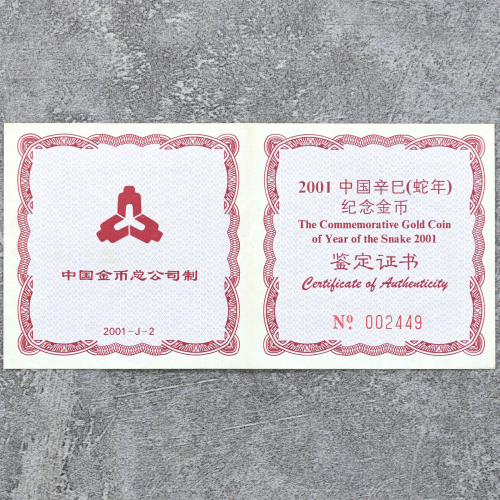 中国金币总公司制
2001-J-2
2001 中国辛巳(蛇年)
纪念金币
The Commemorative Gold Coin
of Year of the Snake 2001
鉴定证书
Certificate of Authenticity
Nº 002449